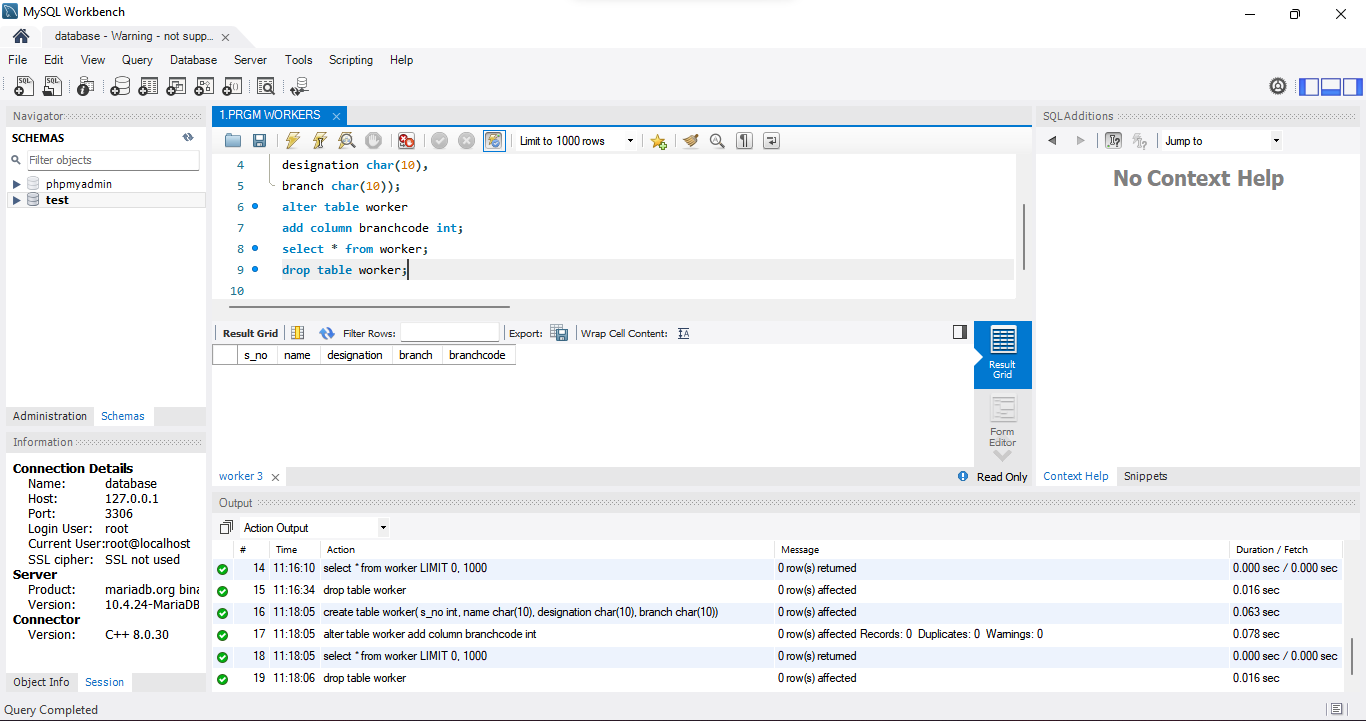 MySQL Workbench
database - Warning - not supp...
File Edit View Query Database Server Tools Scripting Help
Navigator
SCHEMAS
Filter objects
phpmyadmin
test
Administration Schemas
Information
Connection Details
Name: database
Host: 127.0.0.1
Port: 3306
Login User: root
Current User:root@localhost
SSL cipher: SSL not used
Server
Product: mariadb.org bina
Version: 10.4.24-MariaDB
Connector
Version: C++ 8.0.30
Object Info Session
Query Completed
1.PRGM WORKERS
Limit to 1000 rows
4 designation char(10),
5 branch char(10));
6 alter table worker
7 add column branchcode int;
8 select * from worker;
9 drop table worker;
10
Result Grid Filter Rows: Export: Wrap Cell Content:
s_no name designation branch branchcode
Result
Grid
Form
Editor
worker 3
Read Only
SQLAdditions
Jump to
No Context Help
Context Help Snippets
Output
Action Output
# Time Action Message Duration / Fetch
14 11:16:10 select * from worker LIMIT 0, 1000 0 row(s) returned 0.000 sec / 0.000 sec
15 11:16:34 drop table worker 0 row(s) affected 0.016 sec
16 11:18:05 create table worker( s_no int, name char(10), designation char(10), branch char(10)) 0 row(s) affected 0.063 sec
17 11:18:05 alter table worker add column branchcode int 0 row(s) affected Records: 0 Duplicates: 0 Warnings: 0 0.078 sec
18 11:18:05 select * from worker LIMIT 0, 1000 0 row(s) returned 0.000 sec / 0.000 sec
19 11:18:06 drop table worker 0 row(s) affected 0.016 sec